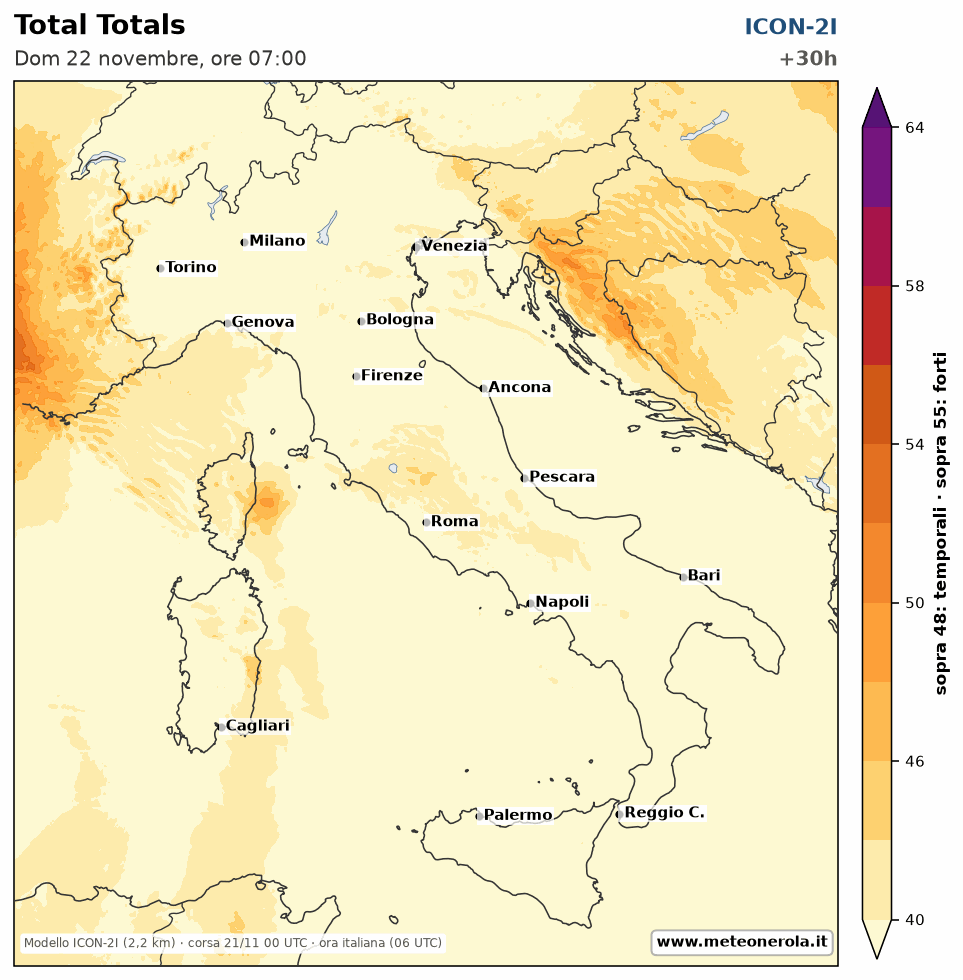 Total Totals
ICON-2I
Dom 22 novembre, ore 07:00
+30h
64
58
54
50
46
40
sopra 48: temporali · sopra 55: forti
Milano
Venezia
Torino
Genova
Bologna
Firenze
Ancona
Pescara
Roma
Bari
Napoli
Cagliari
Palermo
Reggio C.
Modello ICON-2I (2,2 km) · corsa 21/11 00 UTC · ora italiana (06 UTC)
www.meteonerola.it